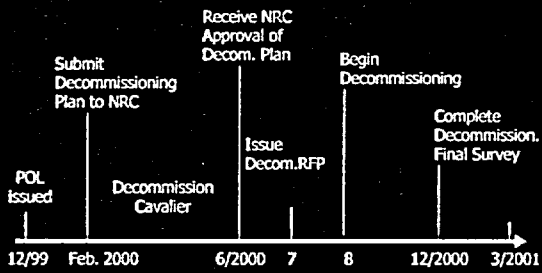 Receive NRC
Approval of
Decom. Plan
Submit
Decommissioning
Plan to NRC
Begin
Decommissioning
Complete
Decommission.
Final Survey
Issue
Decom.RFP
POL
issued
Decommission
Cavalier
12/99 Feb. 2000 6/2000 7 8 12/2000 3/2001